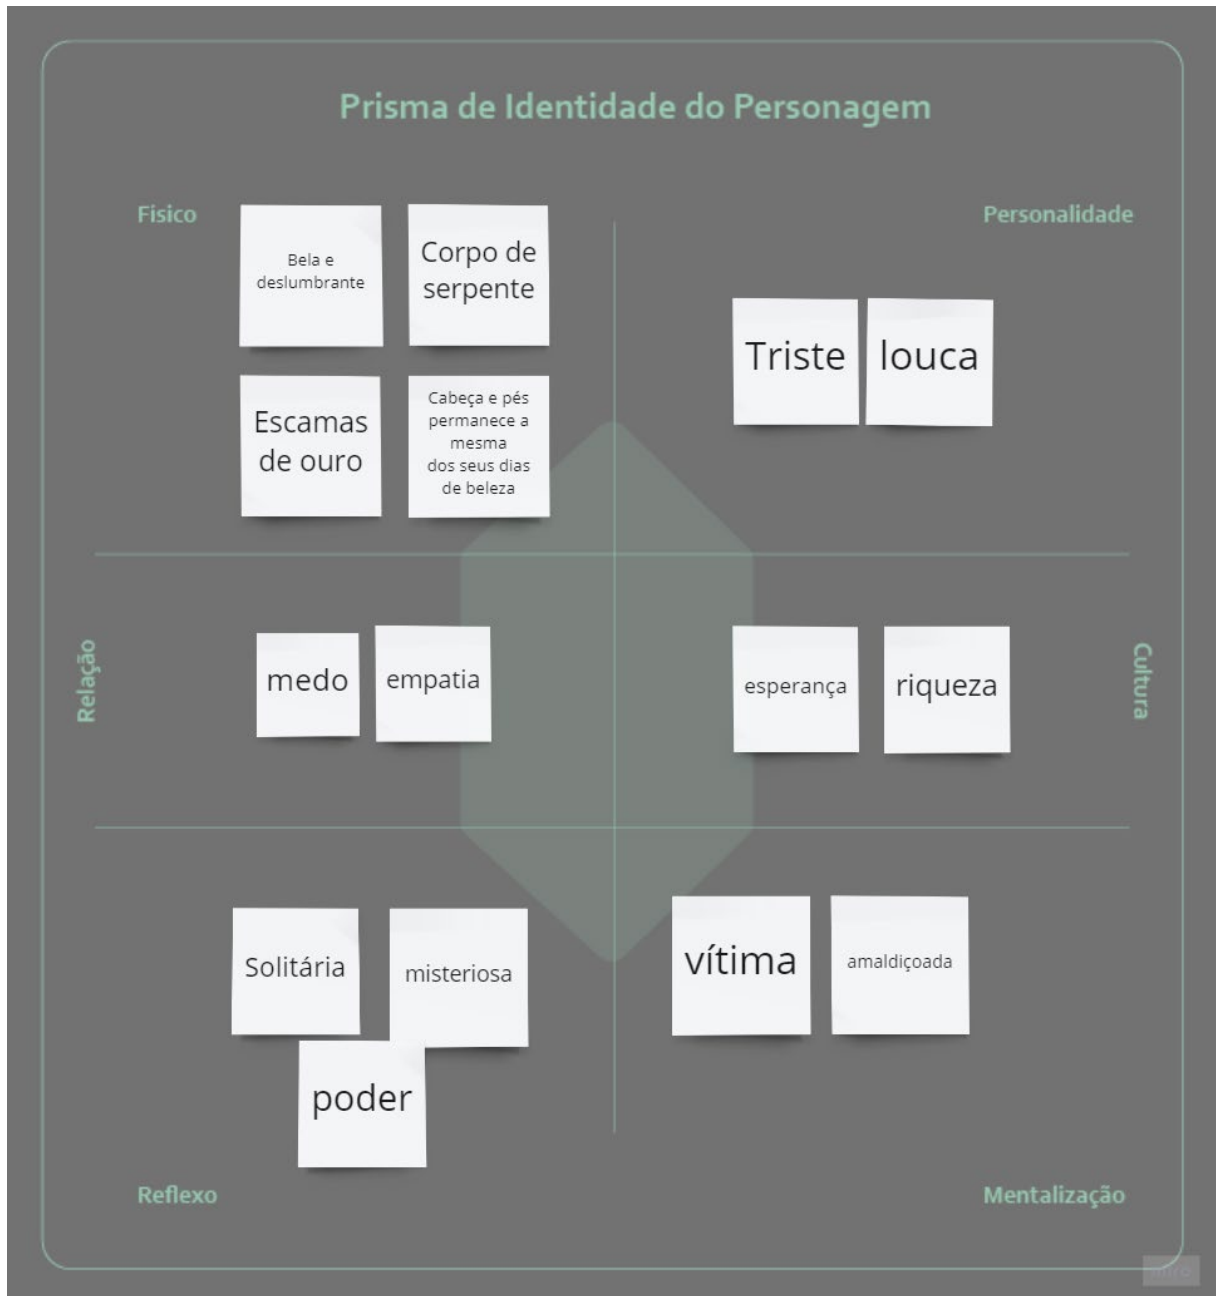 Prisma de Identidade do Personagem
Físico
Bela e
deslumbrante
Corpo de
serpente
Escamas
de ouro
Cabeça e pés
permanece a
mesma
dos seus dias
de beleza
Personalidade
Triste
louca
Relação
medo
empatia
esperança
riqueza
Cultura
Solitária
misteriosa
poder
Reflexo
vítima
amaldiçoada
Mentalização
miro